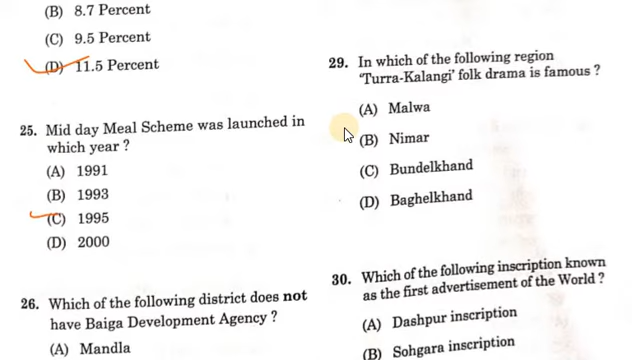 (B) 8.7 Percent
(C) 9.5 Percent
(D) 11.5 Percent
25. Mid day Meal Scheme was launched in
which year ?
(A) 1991
(B) 1993
(C) 1995
(D) 2000
26. Which of the following district does not
have Baiga Development Agency ?
(A) Mandla
29. In which of the following region
‘Turra-Kalangi’ folk drama is famous ?
(A) Malwa
(B) Nimar
(C) Bundelkhand
(D) Baghelkhand
30. Which of the following inscription known
as the first advertisement of the World ?
(A) Dashpur inscription
(B) Sohgara inscription